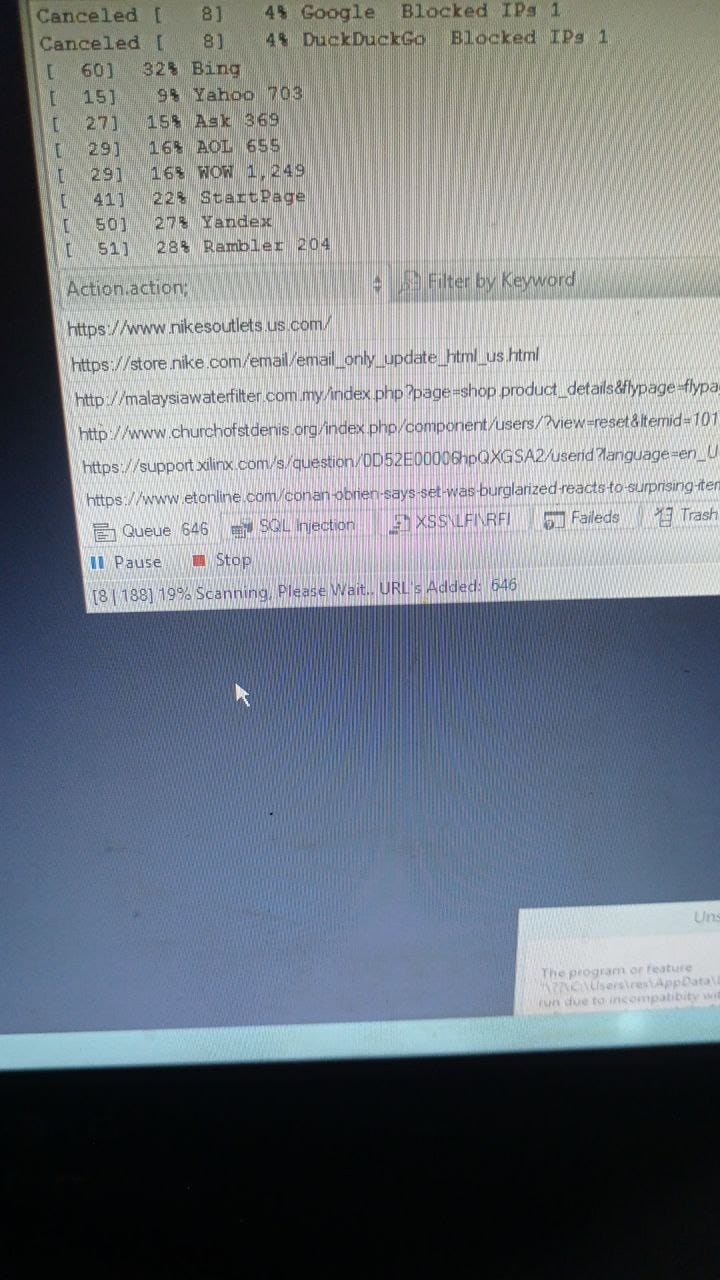 Canceled [ 8] 4% Google Blocked IPs 1
Canceled [ 8] 4% DuckDuckGo Blocked IPs 1
[ 60] 32% Bing
[ 15] 9% Yahoo 703
[ 27] 15% Ask 369
[ 29] 16% AOL 655
[ 29] 16% WOW 1,249
[ 41] 22% StartPage
[ 50] 27% Yandex
[ 51] 28% Rambler 204
Action.action; Filter by Keyword
https://www.nikesoutlets.us.com/
https://store.nike.com/email/email_only_update_html_us.html
http://malaysiawaterfilter.com.my/index.php?page=shop.product_details&flypage=flypa
http://www.churchofstdenis.org/index.php/component/users/?view=reset&Itemid=101
https://support.xilinx.com/s/question/0D52E00006hpQXGSA2/userid?language=en_U
https://www.etonline.com/conan-obrien-says-set-was-burglarized-reacts-to-surprising-iter
Queue 646 SQL Injection XSS\LFI\RFI Faileds Trash
Pause Stop
[8 | 188] 19% Scanning, Please Wait.. URL's Added: 646
Uns
The program or feature
"\??\C:\Users\res\AppData\
run due to incompatibity wit